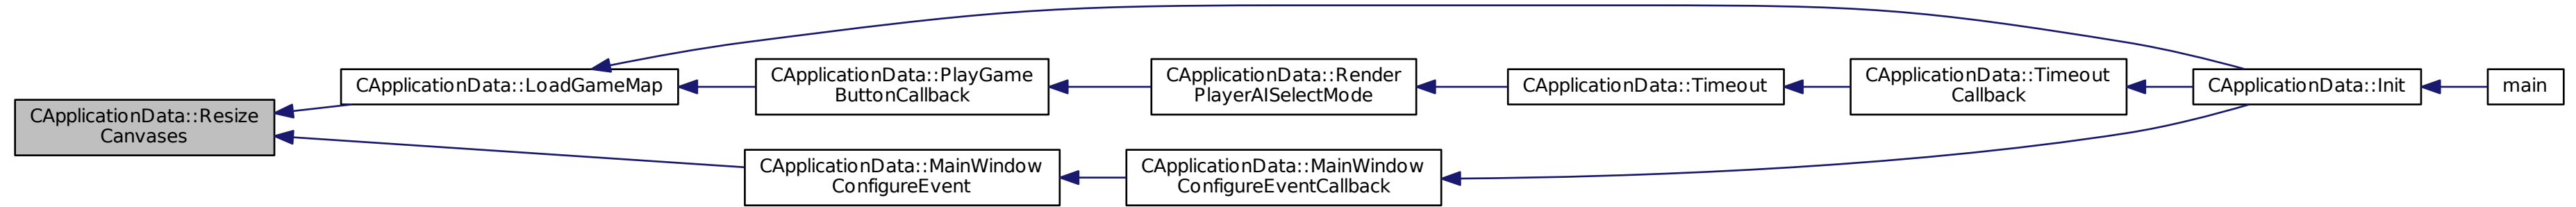 CApplicationData::Resize
Canvases
CApplicationData::LoadGameMap
CApplicationData::PlayGame
ButtonCallback
CApplicationData::Render
PlayerAISelectMode
CApplicationData::Timeout
CApplicationData::Timeout
Callback
CApplicationData::Init
main
CApplicationData::MainWindow
ConfigureEvent
CApplicationData::MainWindow
ConfigureEventCallback